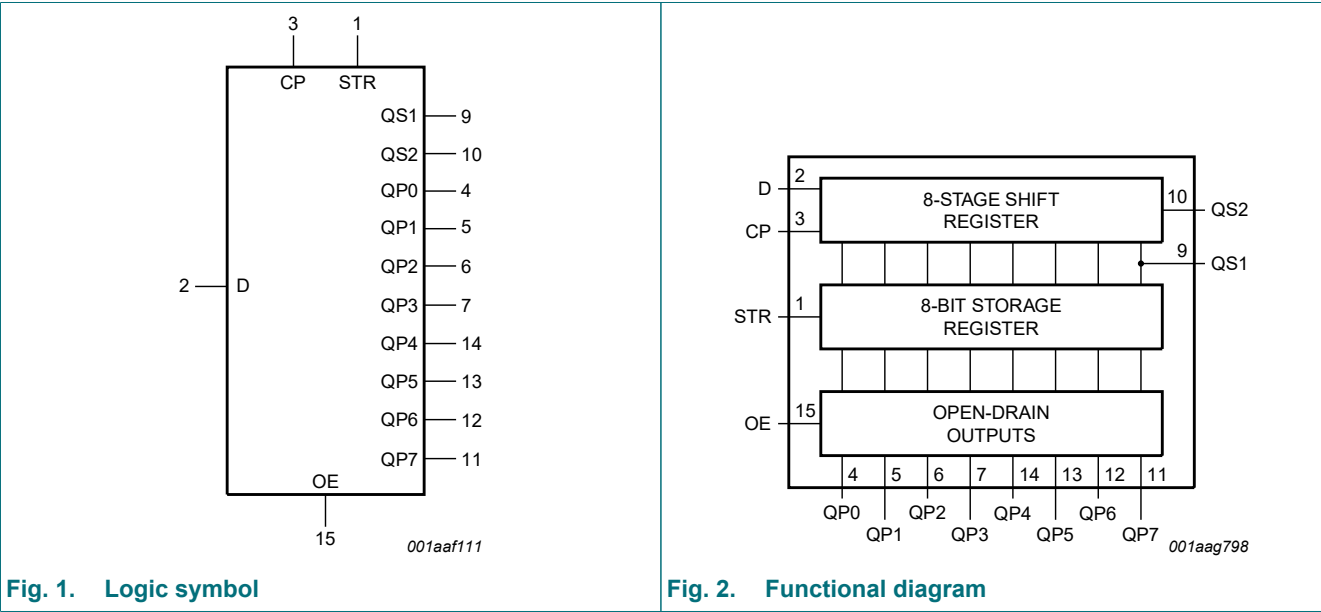 3 1
CP STR
QS1 9
QS2 10
QP0 4
QP1 5
QP2 6
2 D
QP3 7
QP4 14
QP5 13
QP6 12
QP7 11
OE
15
001aaf111
Fig. 1. Logic symbol
D 2
8-STAGE SHIFT
REGISTER
10 QS2
CP 3
9 QS1
STR 1
8-BIT STORAGE
REGISTER
OE 15
OPEN-DRAIN
OUTPUTS
4 5 6 7 14 13 12 11
QP0 QP2 QP4 QP6
QP1 QP3 QP5 QP7
001aag798
Fig. 2. Functional diagram